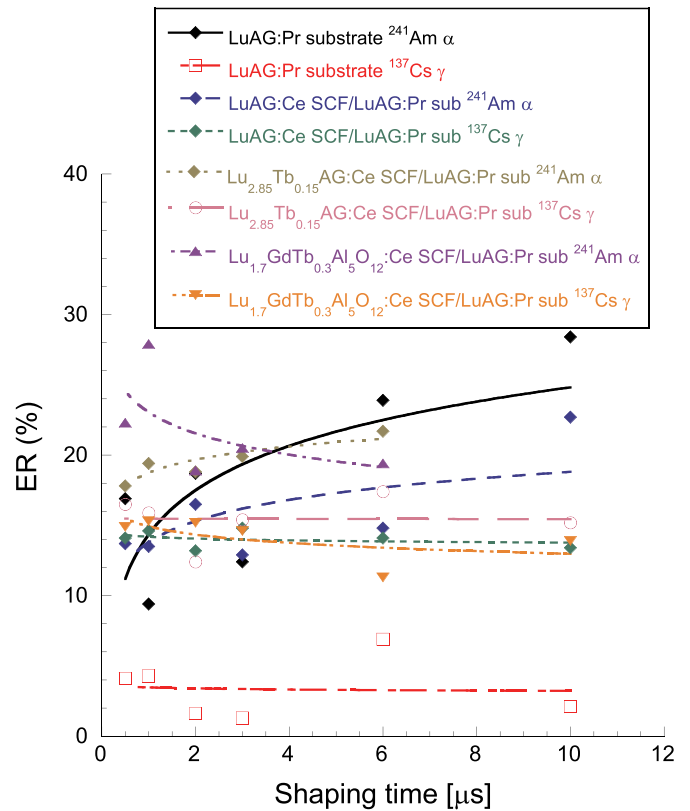 LuAG:Pr substrate ²⁴¹Am α
LuAG:Pr substrate ¹³⁷Cs γ
LuAG:Ce SCF/LuAG:Pr sub ²⁴¹Am α
LuAG:Ce SCF/LuAG:Pr sub ¹³⁷Cs γ
Lu₂.₈₅Tb₀.₁₅AG:Ce SCF/LuAG:Pr sub ²⁴¹Am α
Lu₂.₈₅Tb₀.₁₅AG:Ce SCF/LuAG:Pr sub ¹³⁷Cs γ
Lu₁.₇GdTb₀.₃Al₅O₁₂:Ce SCF/LuAG:Pr sub ²⁴¹Am α
Lu₁.₇GdTb₀.₃Al₅O₁₂:Ce SCF/LuAG:Pr sub ¹³⁷Cs γ
40
30
20
10
0
ER (%)
0 2 4 6 8 10 12
Shaping time [μs]